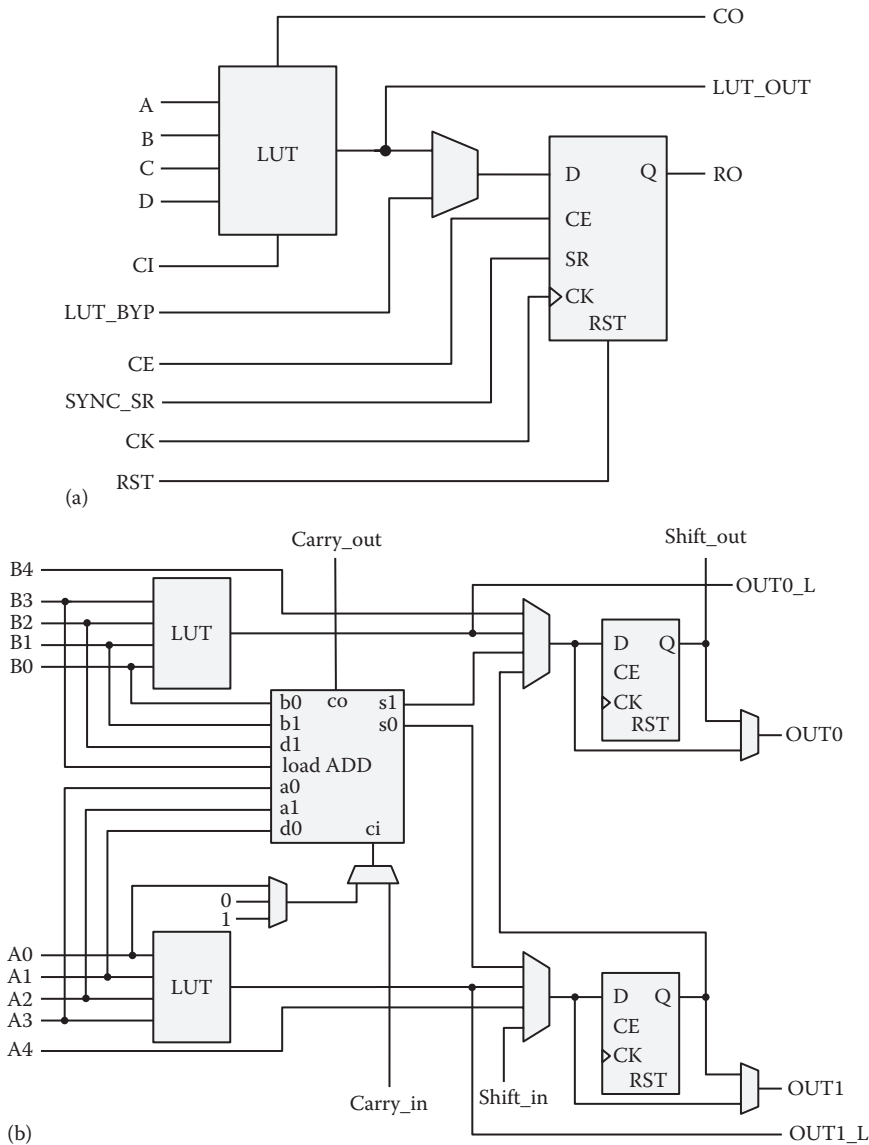 CO
LUT_OUT
A
B
C
D
LUT
D
Q
RO
CE
SR
CK
RST
CI
LUT_BYP
CE
SYNC_SR
CK
RST
(a)
Carry_out
Shift_out
B4
B3
B2
B1
B0
LUT
OUT0_L
D
Q
CE
CK
RST
OUT0
b0
co
s1
b1
s0
d1
load ADD
a0
a1
d0
ci
0
1
A0
A1
A2
A3
A4
LUT
D
Q
CE
CK
RST
OUT1
Carry_in
Shift_in
OUT1_L
(b)